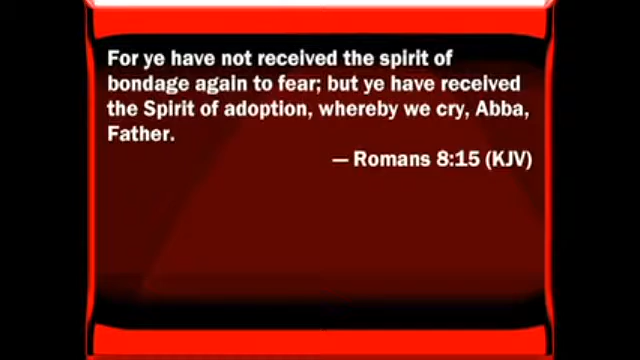 For ye have not received the spirit of
bondage again to fear; but ye have received
the Spirit of adoption, whereby we cry, Abba,
Father.
— Romans 8:15 (KJV)